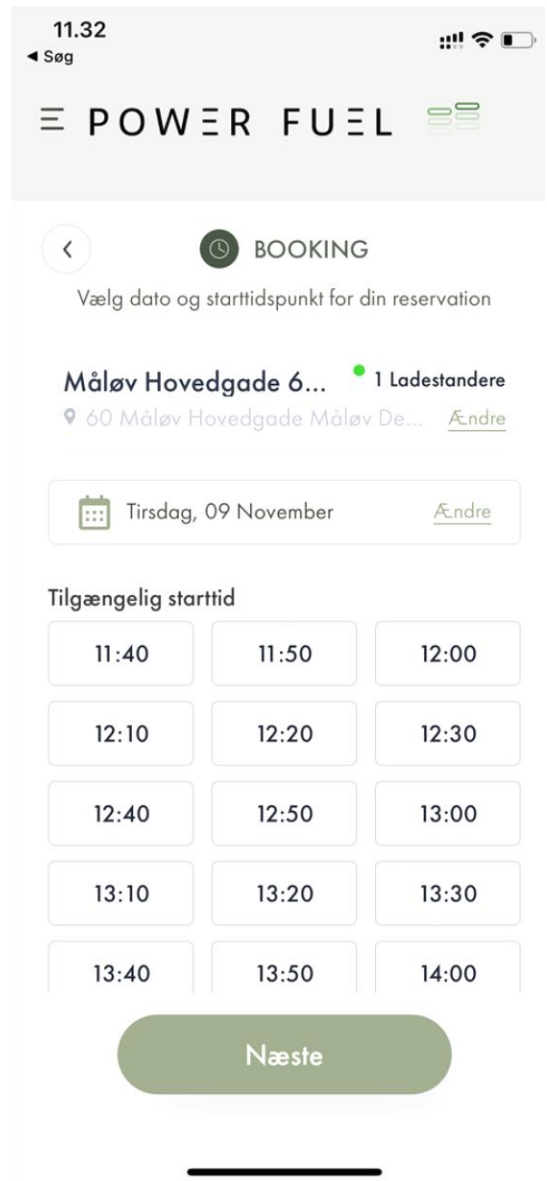 11.32
◀ Søg
POWER FUEL
BOOKING
Vælg dato og starttidspunkt for din reservation
Måløv Hovedgade 6... 1 Ladestandere
60 Måløv Hovedgade Måløv De... Ændre
Tirsdag, 09 November Ændre
Tilgængelig starttid
11:40 11:50 12:00
12:10 12:20 12:30
12:40 12:50 13:00
13:10 13:20 13:30
13:40 13:50 14:00
Næste